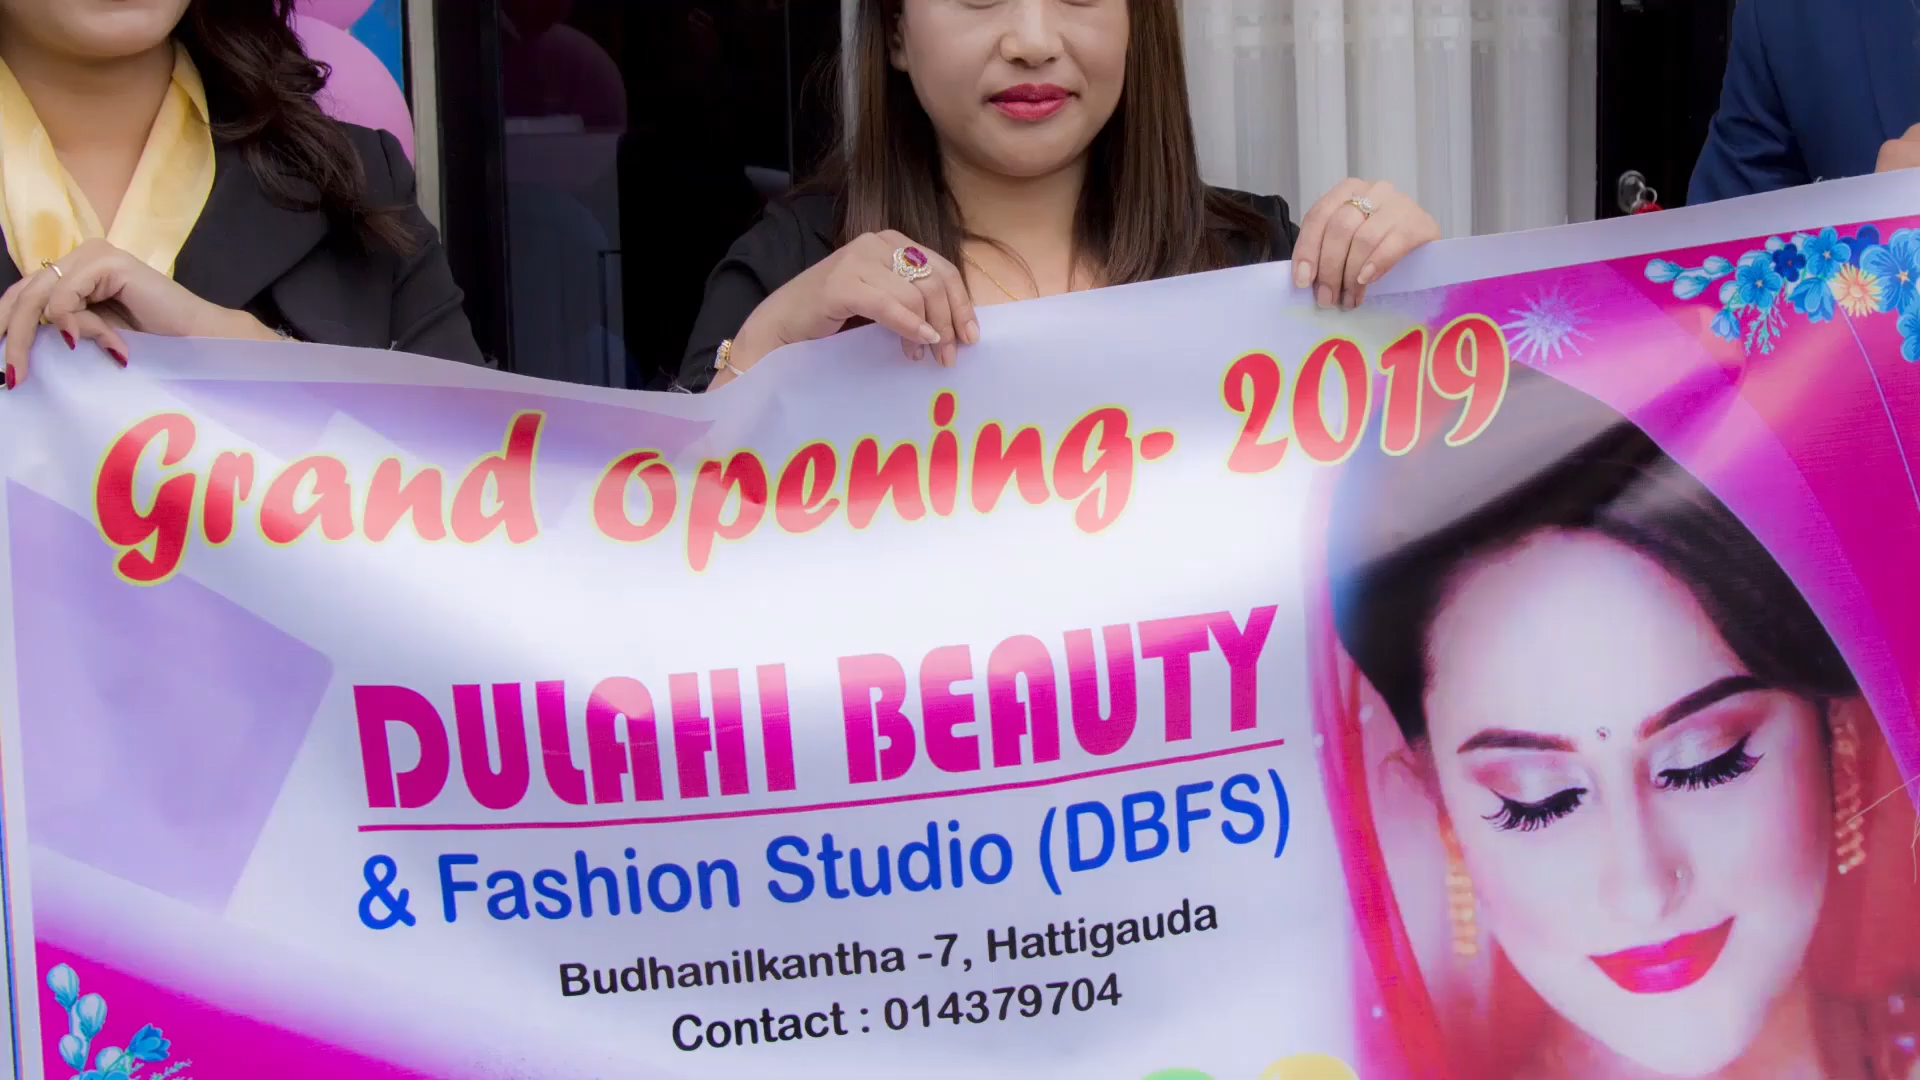 Grand opening- 2019
DULAHI BEAUTY
& Fashion Studio (DBFS)
Budhanilkantha -7, Hattigauda
Contact : 014379704